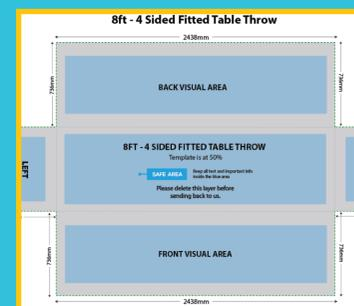 8ft - 4 Sided Fitted Table Throw
2438mm
736mm
736mm
BACK VISUAL AREA
LEFT
8FT - 4 SIDED FITTED TABLE THROW
Template is at 50%
SAFE AREA
Keep all text and important info
inside the blue area
Please delete this layer before
sending back to us.
736mm
736mm
FRONT VISUAL AREA
2438mm